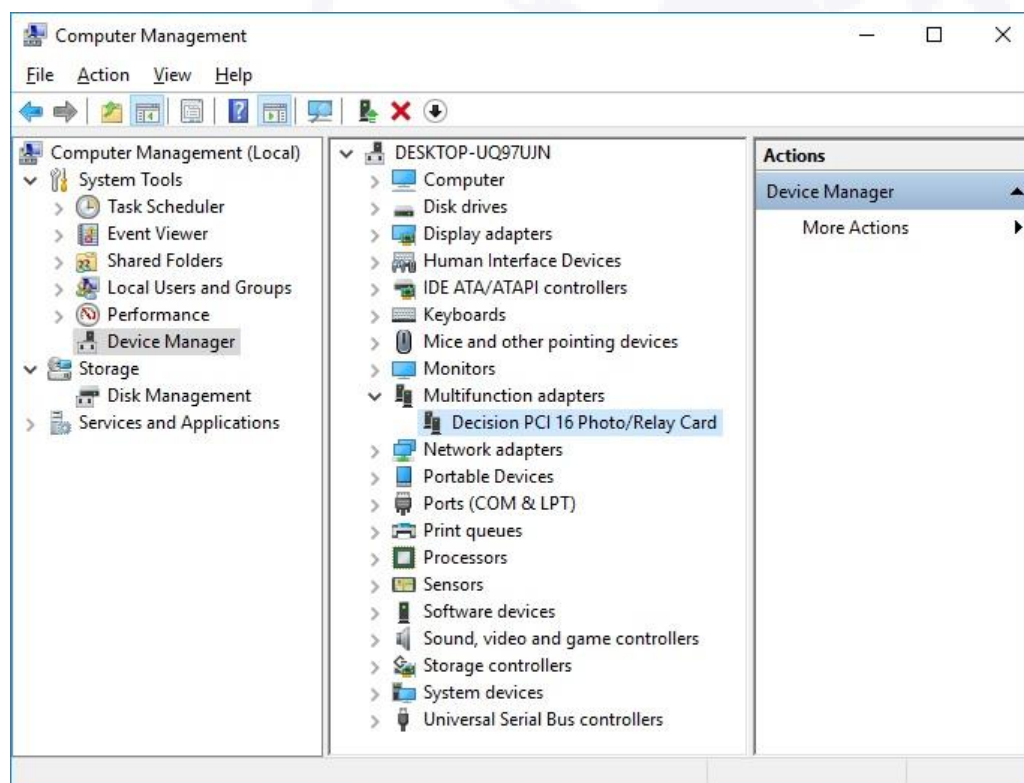 Computer Management
File Action View Help
Computer Management (Local)
System Tools
Task Scheduler
Event Viewer
Shared Folders
Local Users and Groups
Performance
Device Manager
Storage
Disk Management
Services and Applications
DESKTOP-UQ97UJN
Computer
Disk drives
Display adapters
Human Interface Devices
IDE ATA/ATAPI controllers
Keyboards
Mice and other pointing devices
Monitors
Multifunction adapters
Decision PCI 16 Photo/Relay Card
Network adapters
Portable Devices
Ports (COM & LPT)
Print queues
Processors
Sensors
Software devices
Sound, video and game controllers
Storage controllers
System devices
Universal Serial Bus controllers
Actions
Device Manager
More Actions